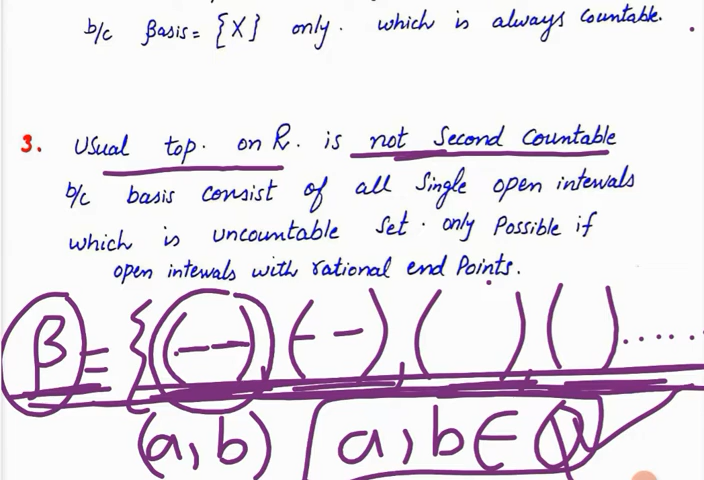 b/c Basis = {X} only. which is always Countable.
3. Usual top. on R. is not Second Countable
b/c basis consist of all Single open intervals
which is uncountable Set. only Possible if
open intervals with rational end Points.
β = { (——) (— —), ( ), ( ) ......
(a, b) a, b ∈ Q